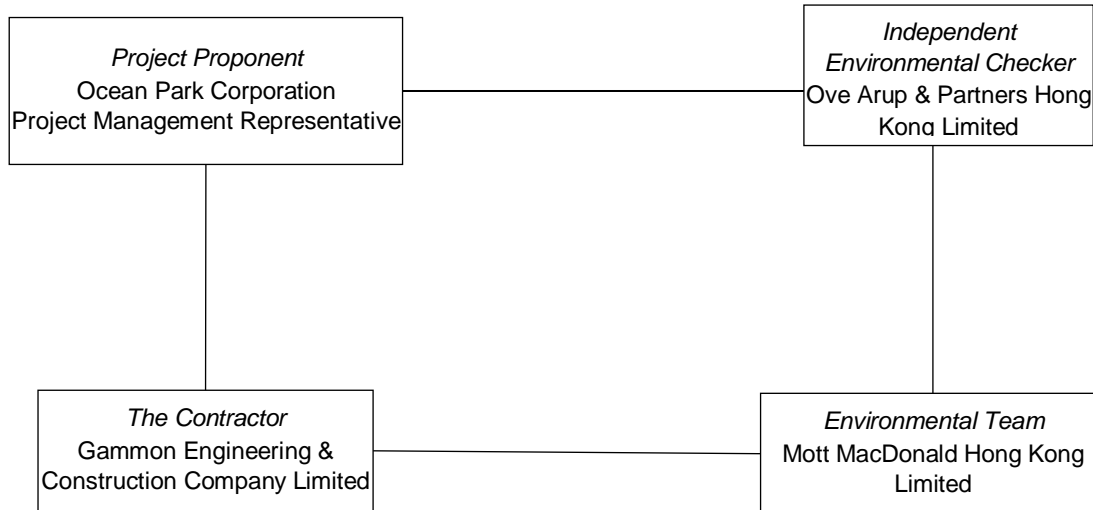 Project Proponent
Ocean Park Corporation
Project Management Representative
Independent
Environmental Checker
Ove Arup & Partners Hong
Kong Limited
The Contractor
Gammon Engineering &
Construction Company Limited
Environmental Team
Mott MacDonald Hong Kong
Limited